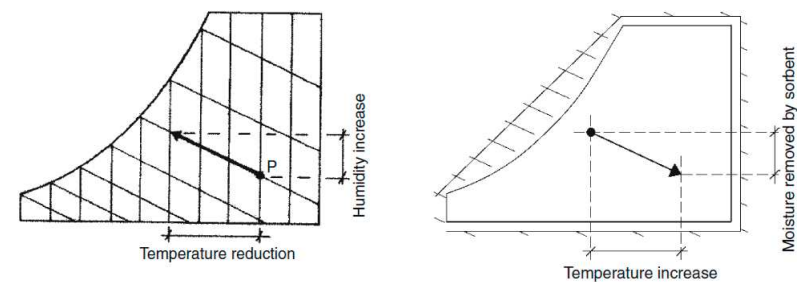 P
Humidity increase
Temperature reduction
Moisture removed by sorbent
Temperature increase